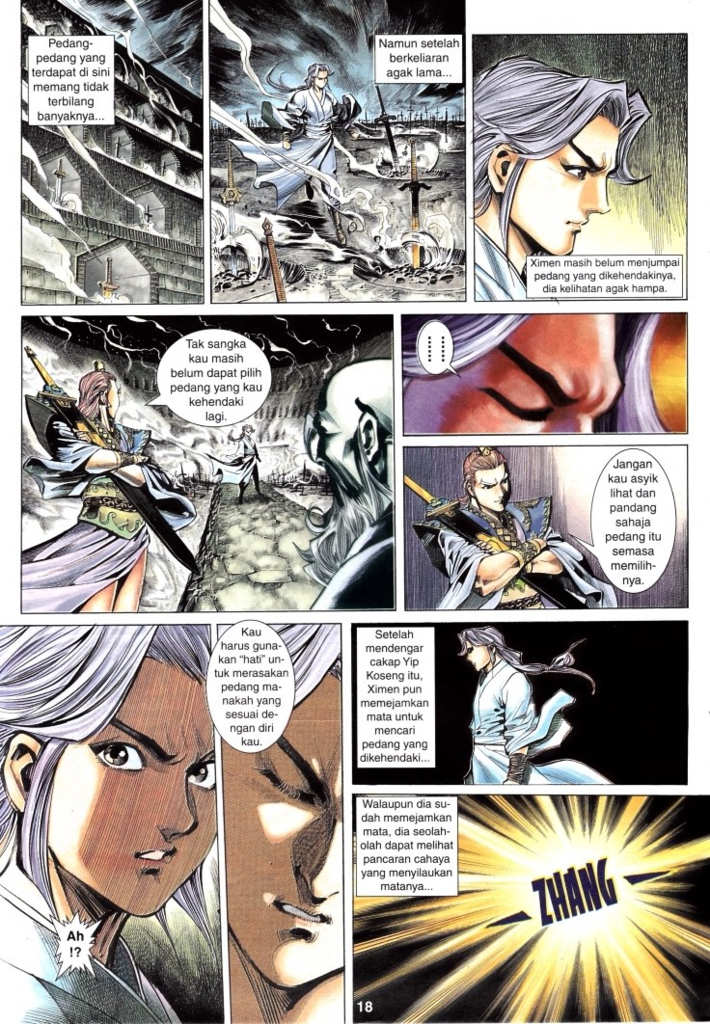 Pedang-
pedang yang
terdapat di sini
memang tidak
terbilang
banyaknya...
Namun setelah
berkeliaran
agak lama...
Ximen masih belum menjumpai
pedang yang dikehendakinya,
dia kelihatan agak hampa.
Tak sangka
kau masih
belum dapat pilih
pedang yang kau
kehendaki
lagi.
Jangan
kau asyik
lihat dan
pandang
sahaja
pedang itu
semasa
memilih-
nya.
Ah
!?
Kau
harus guna-
kan "hati" un-
tuk merasakan
pedang ma-
nakah yang
sesuai de-
ngan diri
kau.
Setelah
mendengar
cakap Yip
Koseng itu,
Ximen pun
memejamkan
mata untuk
mencari
pedang yang
dikehendaki...
Walaupun dia su-
dah memejamkan
mata, dia seolah-
olah dapat melihat
pancaran cahaya
yang menyilaukan
matanya...
ZHANG
18